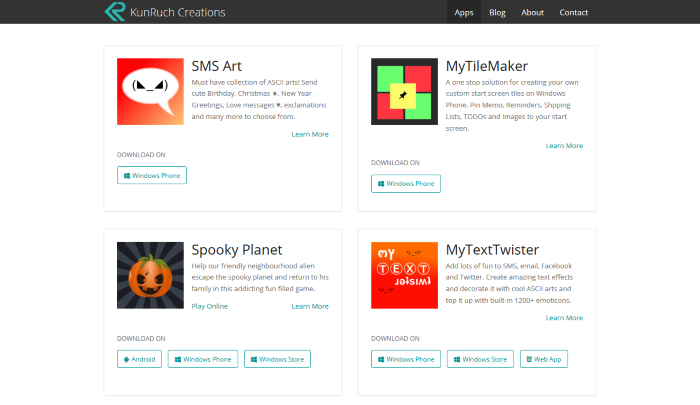 KunRuch Creations
Apps Blog About Contact
SMS Art
Must have collection of ASCII arts! Send
cute Birthday, Christmas ★, New Year
Greetings, Love messages ♥, exclamations
and many more to choose from.
Learn More
DOWNLOAD ON
Windows Phone
MyTileMaker
A one stop solution for creating your own
custom start screen tiles on Windows
Phone. Pin Memo, Reminders, Shpping
Lists, TODOs and images to your start
screen.
Learn More
DOWNLOAD ON
Windows Phone
Spooky Planet
Help our friendly neighbourhood alien
escape the spooky planet and return to his
family in this addicting fun filled game.
Play Online Learn More
DOWNLOAD ON
Android Windows Phone Windows Store
my
TEXT
twister
MyTextTwister
Add lots of fun to SMS, email, Facebook
and Twitter. Create amazing text effects
and decorate it with cool ASCII arts and
top it up with built-in 1200+ emoticons.
Learn More
DOWNLOAD ON
Windows Phone Windows Store Web App